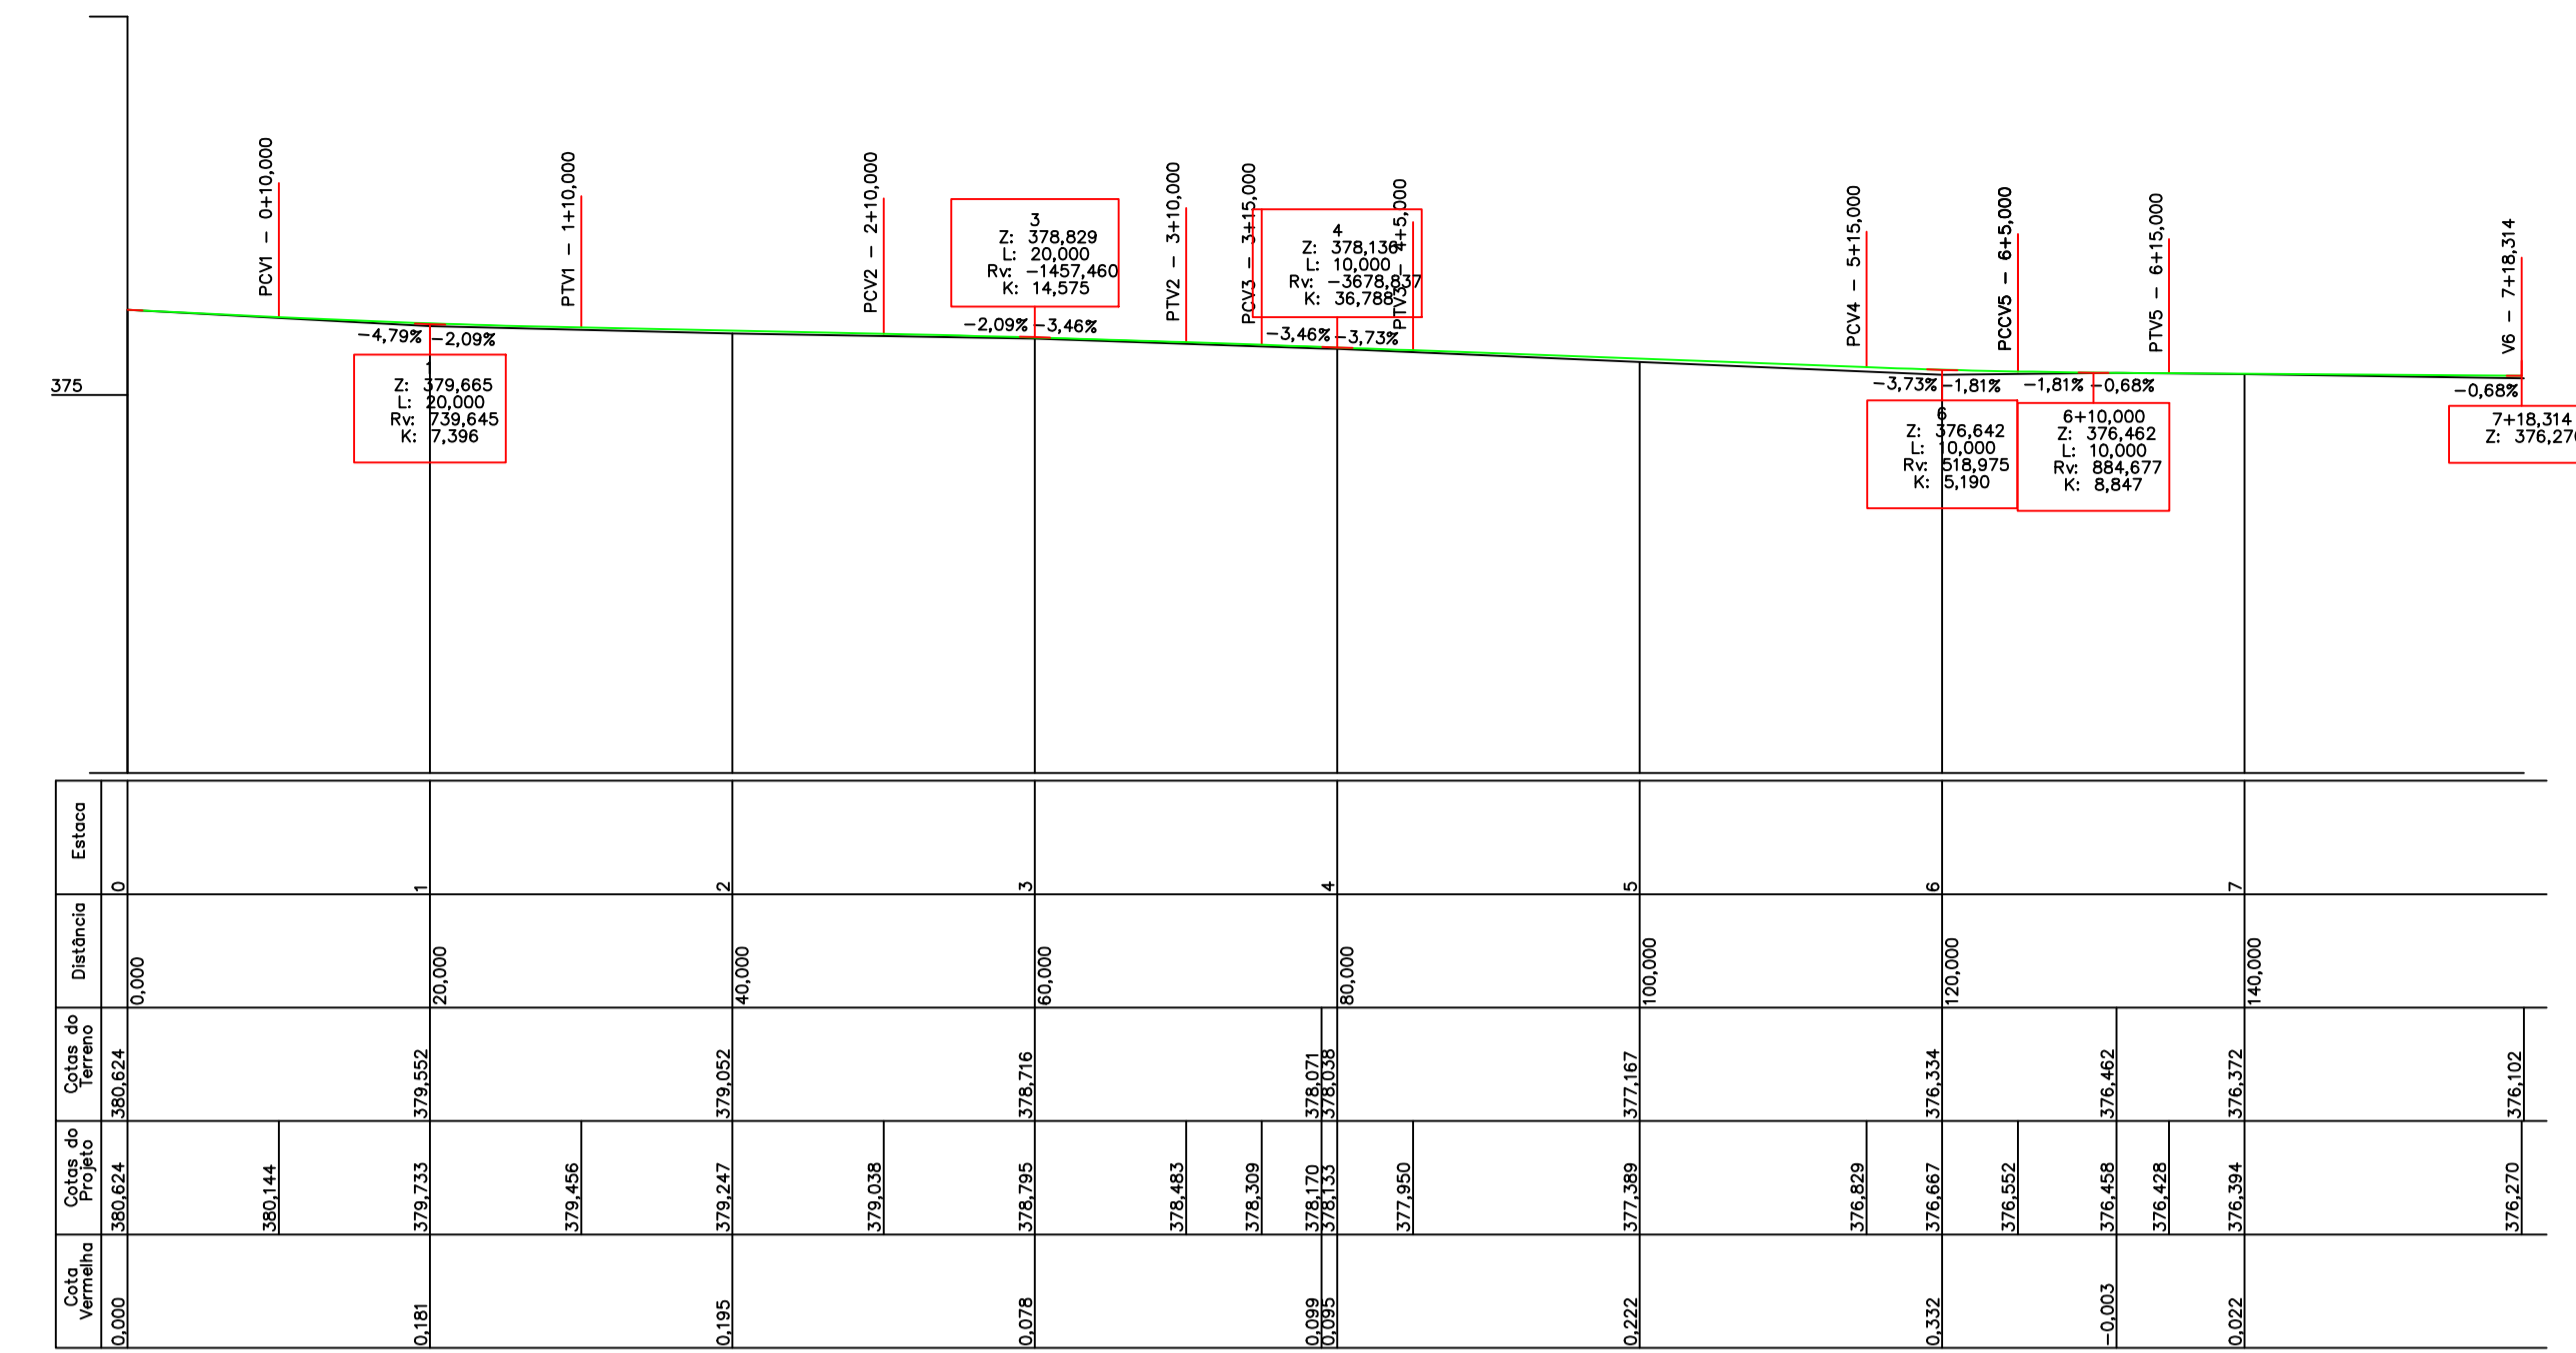 PCV1 - 0+10,000
PTV1 - 1+10,000
PCV2 - 2+10,000
PTV2 - 3+10,000
PCV3 - 3+15,000
PTV3 - 4+5,000
PCV4 - 5+15,000
PCCV5 - 6+5,000
PTV5 - 6+15,000
V6 - 7+18,314
3
Z: 378,829
L: 20,000
Rv: -1457,460
K: 14,575
4
Z: 378,136
L: 10,000
Rv: -3678,837
K: 36,788
-4,79%
-2,09%
-2,09%
-3,46%
-3,46%
-3,73%
-3,73%
-1,81%
-1,81%
-0,68%
-0,68%
375
1
Z: 379,665
L: 20,000
Rv: 739,645
K: 7,396
6
Z: 376,642
L: 10,000
Rv: 518,975
K: 5,190
6+10,000
Z: 376,462
L: 10,000
Rv: 884,677
K: 8,847
7+18,314
Z: 376,270
Estaca
0
1
2
3
4
5
6
7
Distância
0,000
20,000
40,000
60,000
80,000
100,000
120,000
140,000
Cotas do
Terreno
380,624
379,552
379,052
378,716
378,071
378,038
377,167
376,334
376,462
376,372
376,102
Cotas do
Projeto
380,624
380,144
379,733
379,456
379,247
379,038
378,795
378,483
378,309
378,170
378,133
377,950
377,389
376,829
376,667
376,552
376,458
376,428
376,394
376,270
Cota
Vermelha
0,000
0,181
0,195
0,078
0,099
0,095
0,222
0,332
-0,003
0,022